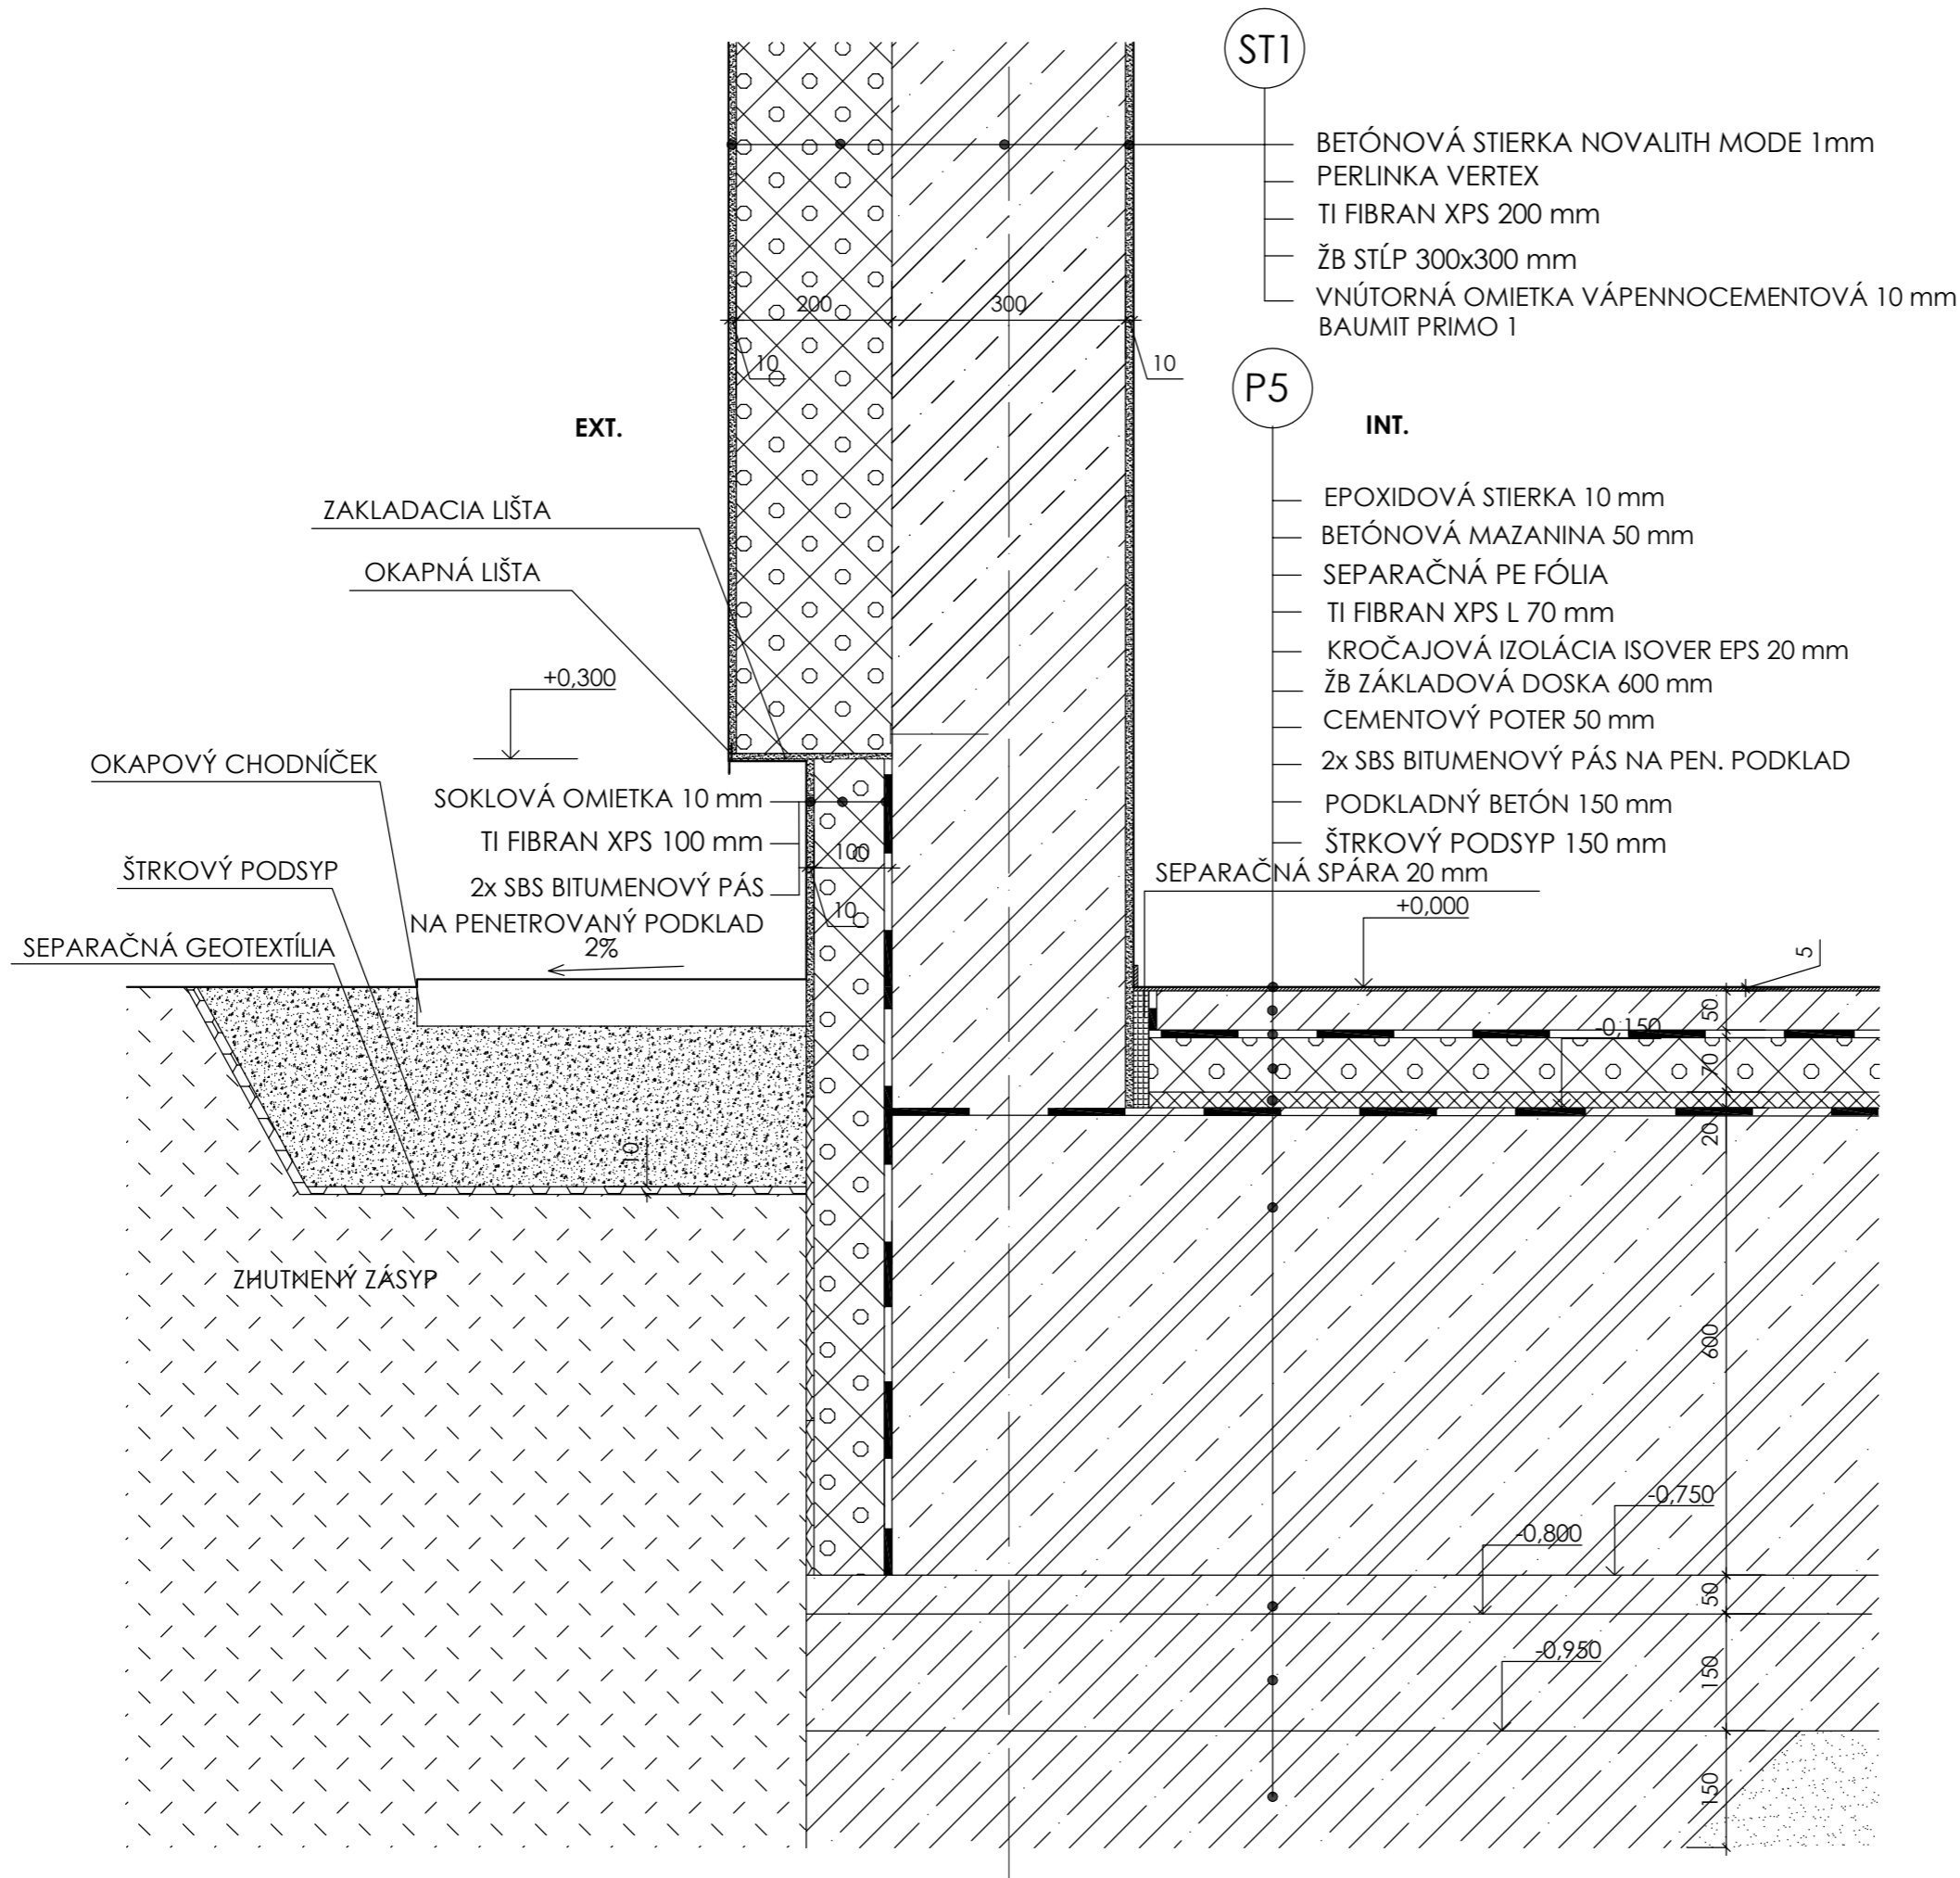 ST1
BETÓNOVÁ STIERKA NOVALITH MODE 1mm
PERLINKA VERTEX
TI FIBRAN XPS 200 mm
ŽB STĹP 300x300 mm
VNÚTORNÁ OMIETKA VÁPENNOCEMENTOVÁ 10 mm
BAUMIT PRIMO 1
200
300
10
10
P5
EXT.
INT.
EPOXIDOVÁ STIERKA 10 mm
BETÓNOVÁ MAZANINA 50 mm
SEPARAČNÁ PE FÓLIA
TI FIBRAN XPS L 70 mm
KROČAJOVÁ IZOLÁCIA ISOVER EPS 20 mm
ŽB ZÁKLADOVÁ DOSKA 600 mm
CEMENTOVÝ POTER 50 mm
2x SBS BITUMENOVÝ PÁS NA PEN. PODKLAD
PODKLADNÝ BETÓN 150 mm
ŠTRKOVÝ PODSYP 150 mm
ZAKLADACIA LIŠTA
OKAPNÁ LIŠTA
+0,300
OKAPOVÝ CHODNÍČEK
SOKLOVÁ OMIETKA 10 mm
TI FIBRAN XPS 100 mm
2x SBS BITUMENOVÝ PÁS
NA PENETROVANÝ PODKLAD
100
10
ŠTRKOVÝ PODSYP
SEPARAČNÁ GEOTEXTÍLIA
2%
SEPARAČNÁ SPÁRA 20 mm
+0,000
5
50
-0,150
70
20
10
ZHUTNENÝ ZÁSYP
600
-0,750
-0,800
50
-0,950
150
150